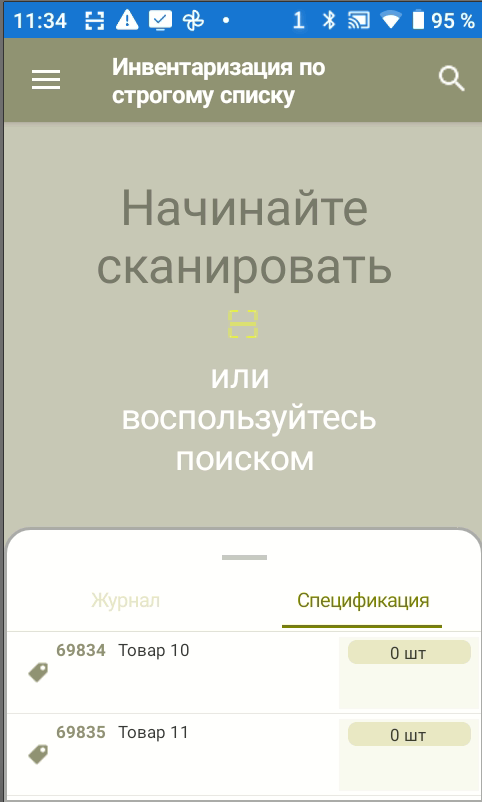 11:34 1 95 %
Инвентаризация по
строгому списку
Начинайте
сканировать
или
воспользуйтесь
поиском
Журнал Спецификация
69834 Товар 10 0 шт
69835 Товар 11 0 шт